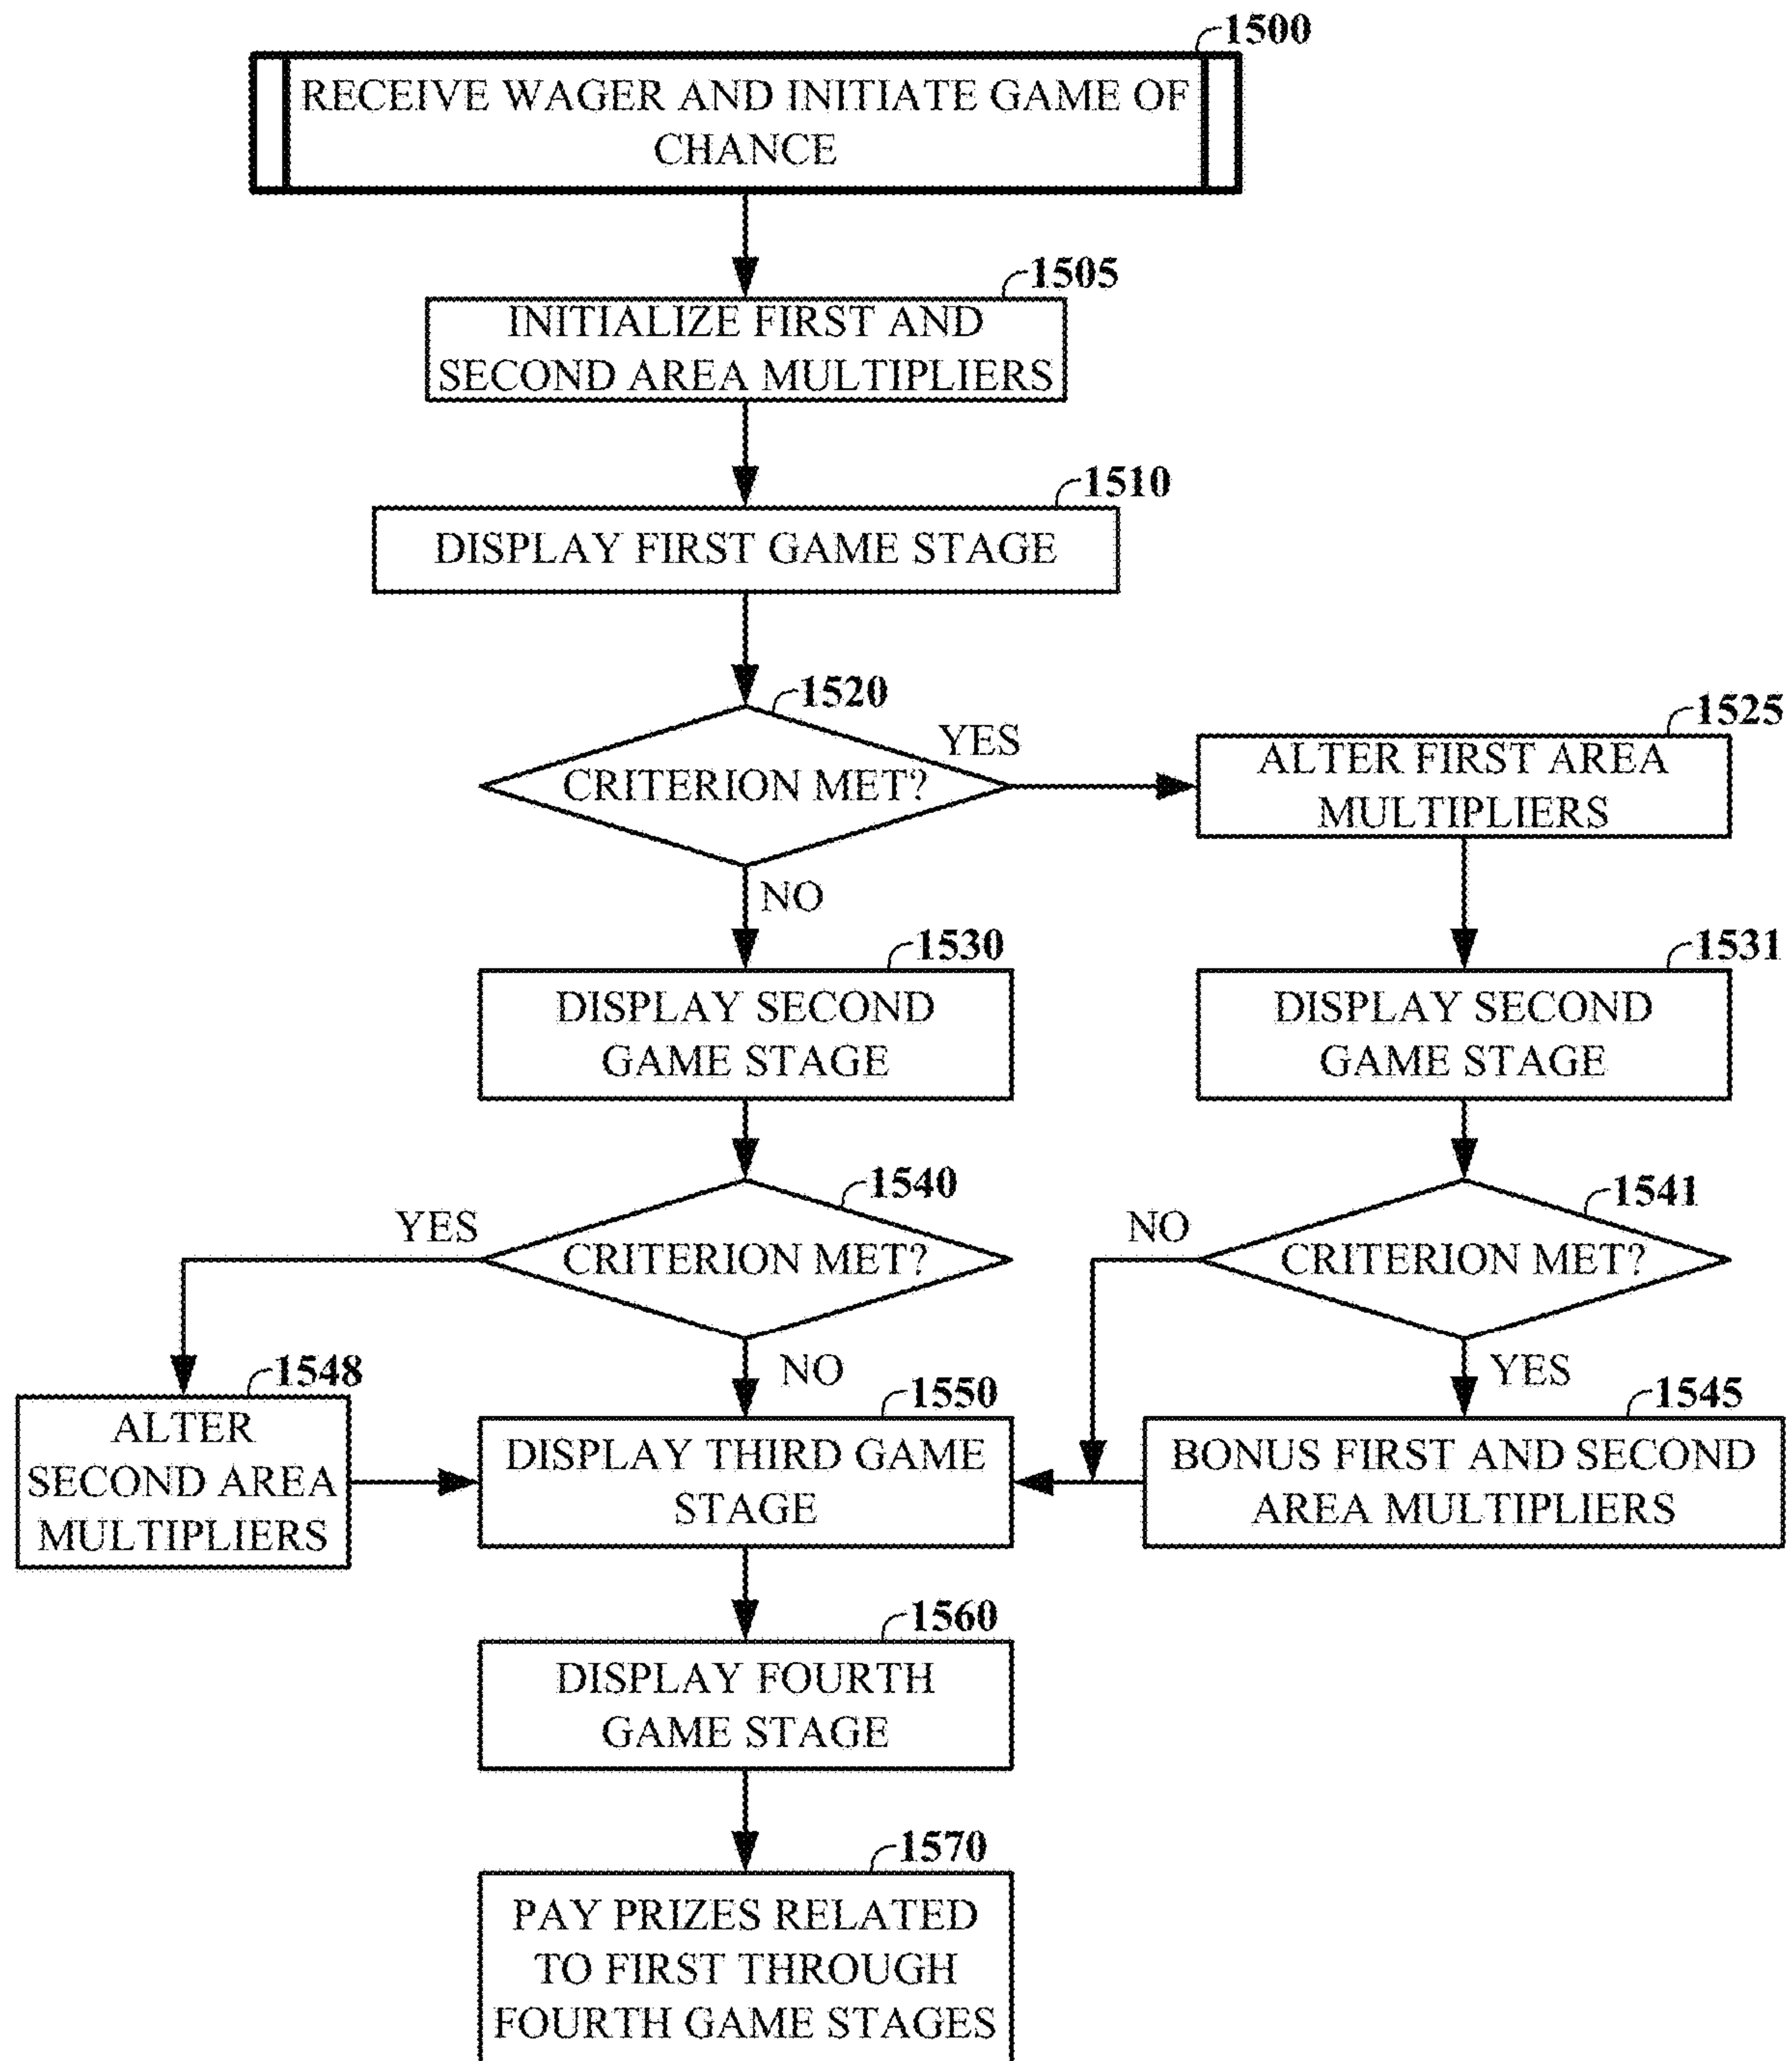 1500
RECEIVE WAGER AND INITIATE GAME OF
CHANCE
1505
INITIALIZE FIRST AND
SECOND AREA MULTIPLIERS
1510
DISPLAY FIRST GAME STAGE
1520
CRITERION MET?
YES
NO
1525
ALTER FIRST AREA
MULTIPLIERS
1530
DISPLAY SECOND
GAME STAGE
1531
DISPLAY SECOND
GAME STAGE
1540
CRITERION MET?
YES
NO
1541
CRITERION MET?
NO
YES
1548
ALTER
SECOND AREA
MULTIPLIERS
1550
DISPLAY THIRD GAME
STAGE
1545
BONUS FIRST AND SECOND
AREA MULTIPLIERS
1560
DISPLAY FOURTH
GAME STAGE
1570
PAY PRIZES RELATED
TO FIRST THROUGH
FOURTH GAME STAGES